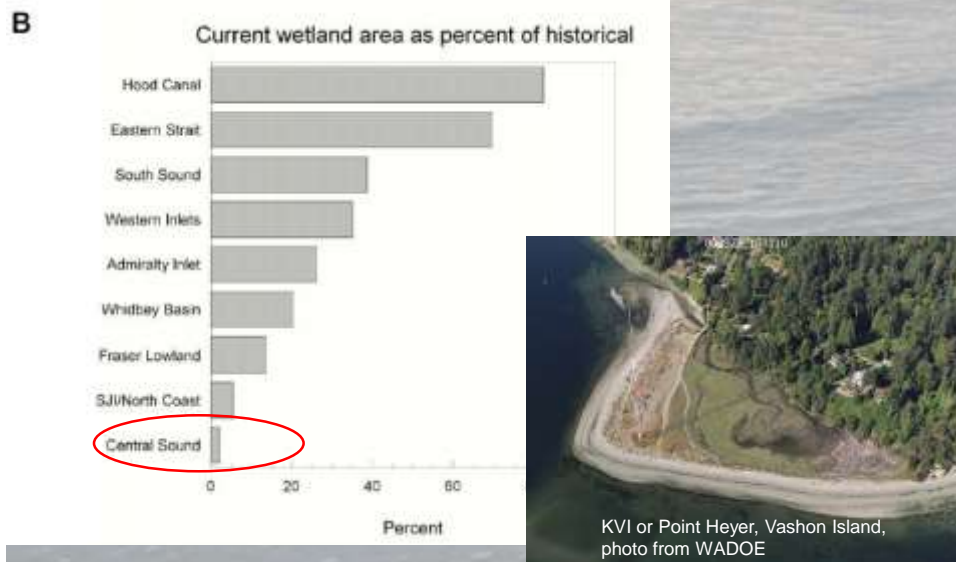 B
Current wetland area as percent of historical
Hood Canal
Eastern Strait
South Sound
Western Inlets
Admiralty Inlet
Whidbey Basin
Fraser Lowland
SJI/North Coast
Central Sound
0 20 40 60
Percent
KVI or Point Heyer, Vashon Island,
photo from WADOE